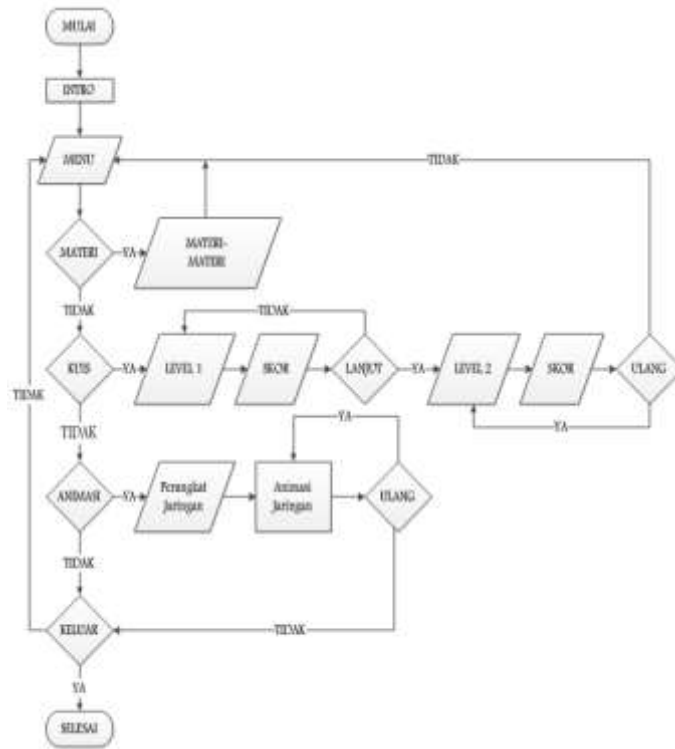 MULAI
INTRO
MENU
TIDAK
MATERI
YA
MATERI-
MATERI
TIDAK
TIDAK
KUIS
YA
LEVEL 1
SKOR
LANJUT
YA
LEVEL 2
SKOR
ULANG
TIDAK
YA
YA
TIDAK
ANIMASI
YA
Perangkat
Jaringan
Animasi
Jaringan
ULANG
TIDAK
KELUAR
TIDAK
YA
SELESAI